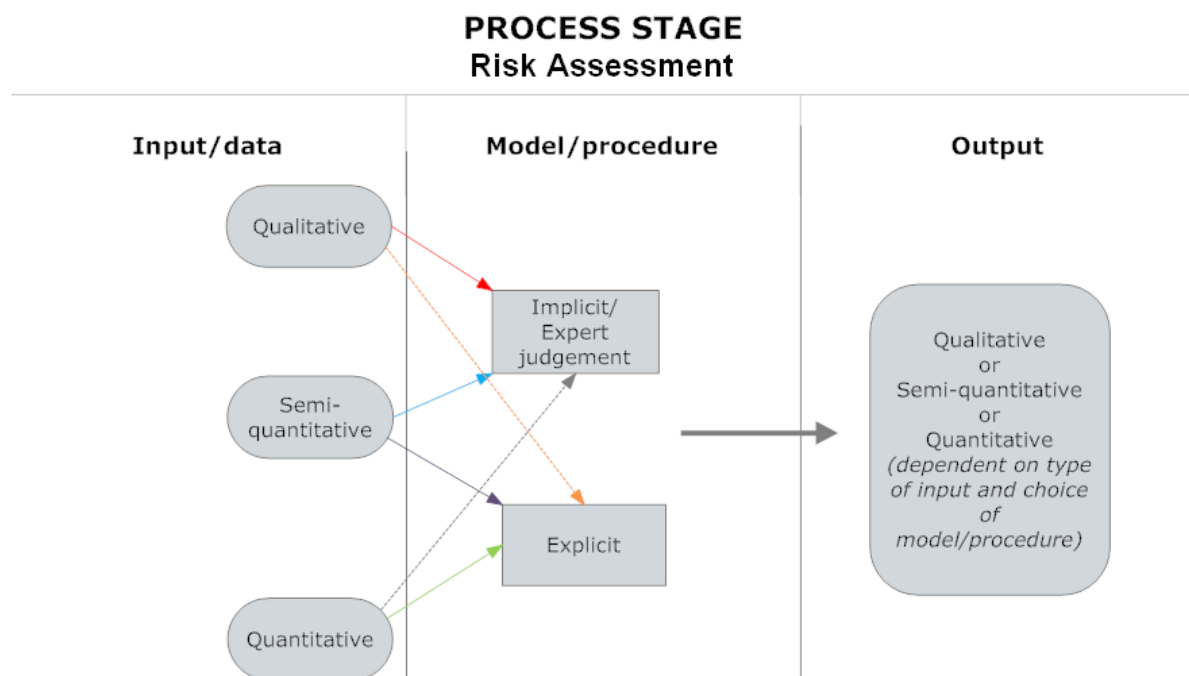 PROCESS STAGE
Risk Assessment
Input/data
Model/procedure
Output
Qualitative
Implicit/
Expert
judgement
Semi-
quantitative
Explicit
Quantitative
Qualitative
or
Semi-quantitative
or
Quantitative
(dependent on type
of input and choice
of
model/procedure)